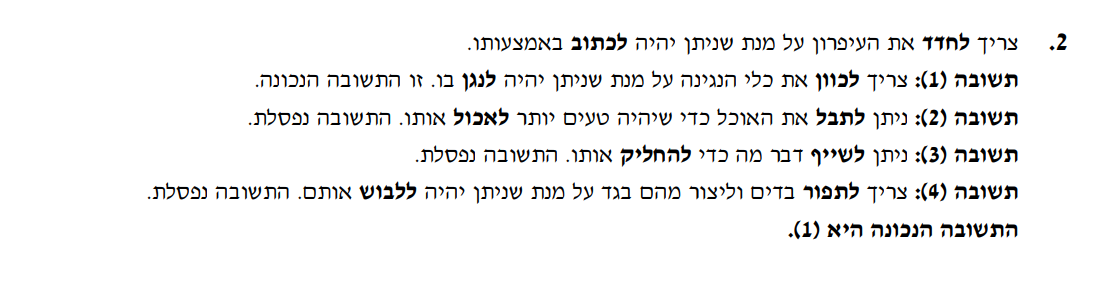 2. צריך לחדד את העיפרון על מנת שניתן יהיה לכתוב באמצעותו.
תשובה (1): צריך לכוון את כלי הנגינה על מנת שניתן יהיה לנגן בו. זו התשובה הנכונה.
תשובה (2): ניתן לתבל את האוכל כדי שיהיה טעים יותר לאכול אותו. התשובה נפסלת.
תשובה (3): ניתן לשייף דבר מה כדי להחליק אותו. התשובה נפסלת.
תשובה (4): צריך לתפור בדים וליצור מהם בגד על מנת שניתן יהיה ללבוש אותם. התשובה נפסלת.
התשובה הנכונה היא (1).